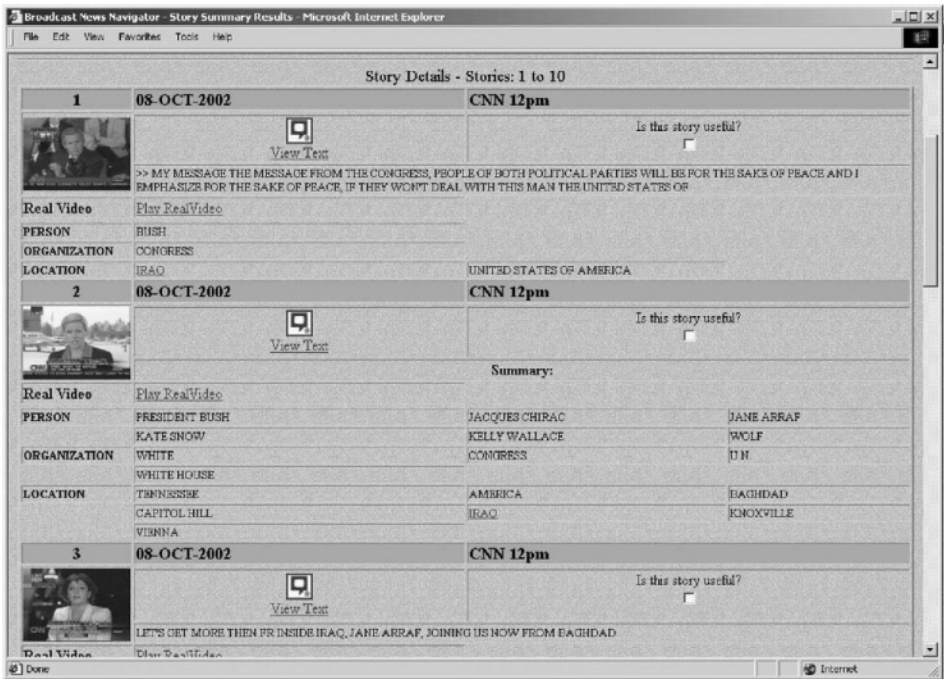 Broadcast News Navigator - Story Summary Results - Microsoft Internet Explorer
File Edit View Favorites Tools Help
Story Details - Stories: 1 to 10
1 08-OCT-2002 CNN 12pm
View Text
Is this story useful?
>> MY MESSAGE THE MESSAGE FROM THE CONGRESS, PEOPLE OF BOTH POLITICAL PARTIES WILL BE FOR THE SAKE OF PEACE AND I
EMPHASIZE FOR THE SAKE OF PEACE, IF THEY WON'T DEAL WITH THIS MAN THE UNITED STATES OF
Real Video Play RealVideo
PERSON BUSH
ORGANIZATION CONGRESS
LOCATION IRAQ UNITED STATES OF AMERICA
2 08-OCT-2002 CNN 12pm
View Text
Is this story useful?
Summary:
Real Video Play RealVideo
PERSON PRESIDENT BUSH JACQUES CHIRAC JANE ARRAF
KATE SNOW KELLY WALLACE WOLF
ORGANIZATION WHITE CONGRESS U.N.
WHITE HOUSE
LOCATION TENNESSEE AMERICA BAGHDAD
CAPITOL HILL IRAQ KNOXVILLE
VIENNA
3 08-OCT-2002 CNN 12pm
View Text
Is this story useful?
LET'S GET MORE THEN FR INSIDE IRAQ, JANE ARRAF, JOINING US NOW FROM BAGHDAD
Real Video Play RealVideo
Done Internet